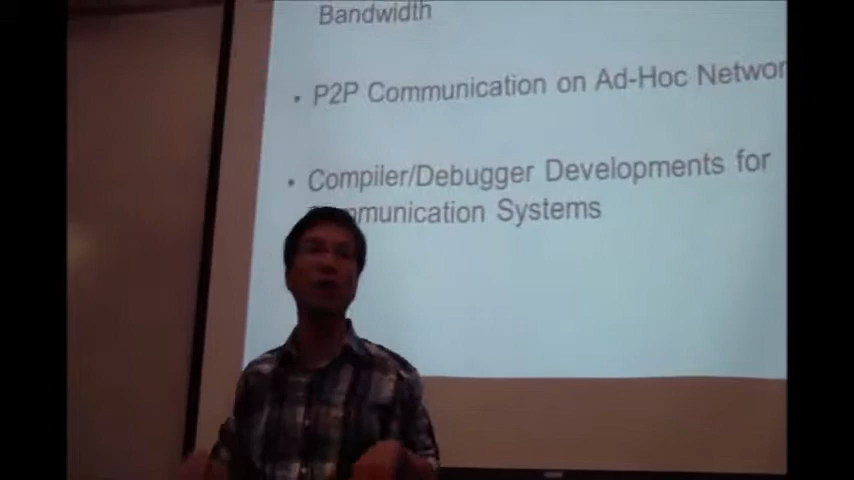 Bandwidth
• P2P Communication on Ad-Hoc
• Compiler/Debugger Developments for
Systems